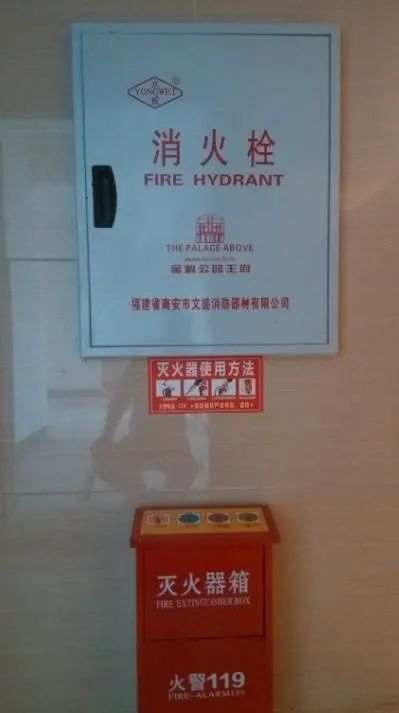 YONGWEI
®
消火栓
FIRE HYDRANT
THE PALACE ABOVE
金科公园王府
福建省南安市文盛消防器材有限公司
灭火器使用方法
灭火器箱
FIRE EXTINGUISHER BOX
火警119
FIRE-ALARM119